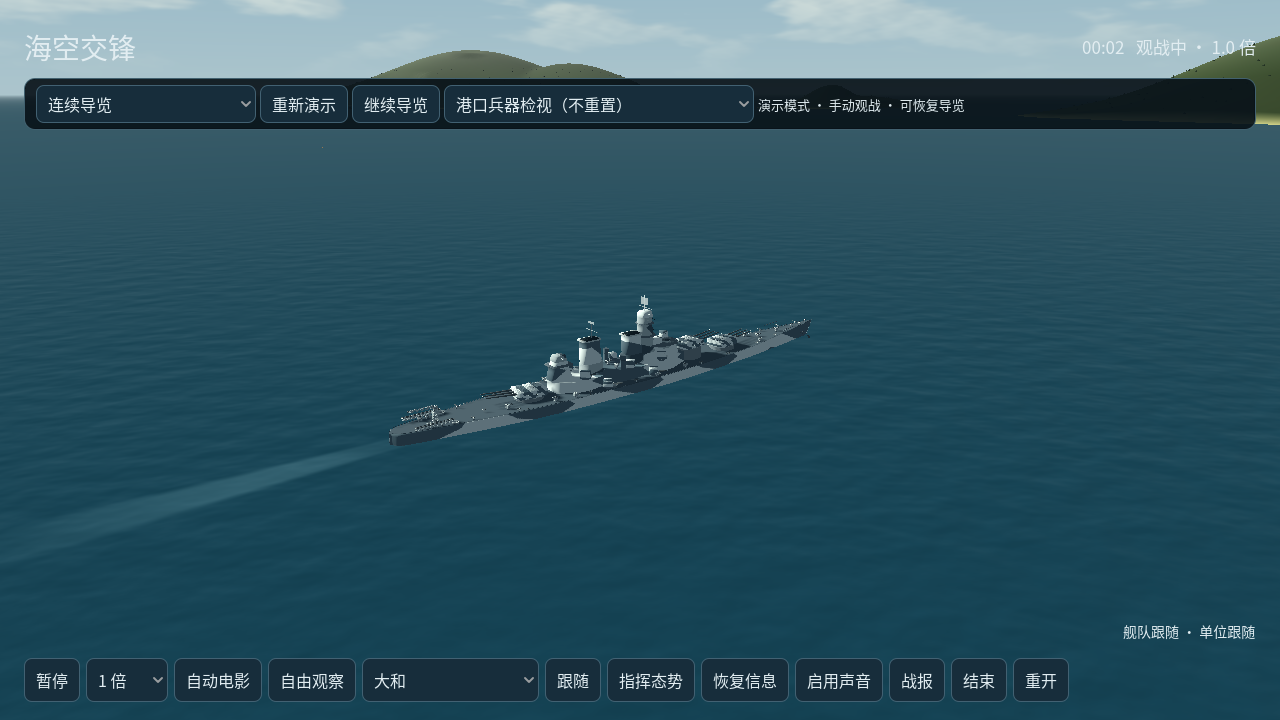 海空交锋
00:02 观战中 · 1.0 倍
连续导览 重新演示 继续导览 港口兵器检视（不重置） 演示模式 · 手动观战 · 可恢复导览
舰队跟随 · 单位跟随
暂停 1 倍 自动电影 自由观察 大和 跟随 指挥态势 恢复信息 启用声音 战报 结束 重开